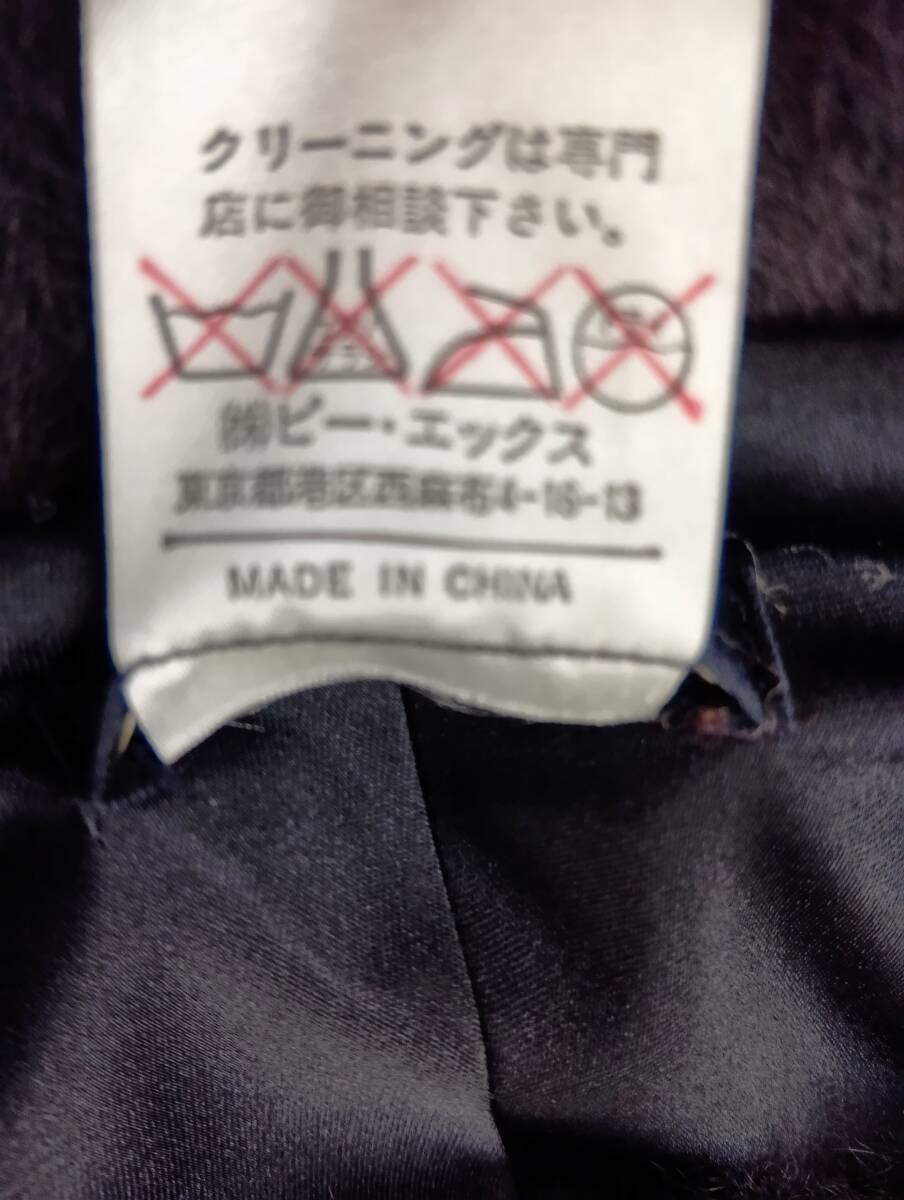 クリーニングは専門
店に御相談下さい。
㈱ビー・エックス
東京都港区西麻布4-16-13
MADE IN CHINA